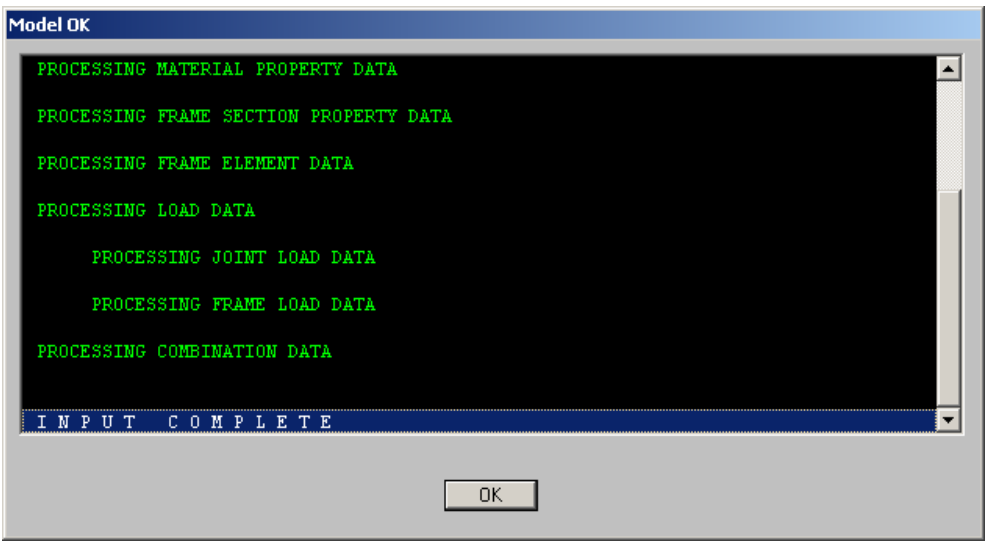 Model OK
PROCESSING MATERIAL PROPERTY DATA
PROCESSING FRAME SECTION PROPERTY DATA
PROCESSING FRAME ELEMENT DATA
PROCESSING LOAD DATA
PROCESSING JOINT LOAD DATA
PROCESSING FRAME LOAD DATA
PROCESSING COMBINATION DATA
I N P U T   C O M P L E T E
OK